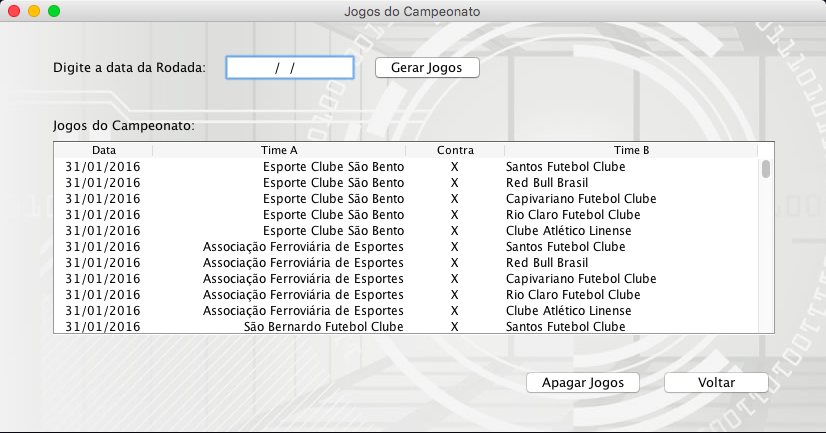 Jogos do Campeonato
Digite a data da Rodada: / / Gerar Jogos
Jogos do Campeonato:
Data Time A Contra Time B
31/01/2016 Esporte Clube São Bento X Santos Futebol Clube
31/01/2016 Esporte Clube São Bento X Red Bull Brasil
31/01/2016 Esporte Clube São Bento X Capivariano Futebol Clube
31/01/2016 Esporte Clube São Bento X Rio Claro Futebol Clube
31/01/2016 Esporte Clube São Bento X Clube Atlético Linense
31/01/2016 Associação Ferroviária de Esportes X Santos Futebol Clube
31/01/2016 Associação Ferroviária de Esportes X Red Bull Brasil
31/01/2016 Associação Ferroviária de Esportes X Capivariano Futebol Clube
31/01/2016 Associação Ferroviária de Esportes X Rio Claro Futebol Clube
31/01/2016 Associação Ferroviária de Esportes X Clube Atlético Linense
31/01/2016 São Bernardo Futebol Clube X Santos Futebol Clube
Apagar Jogos Voltar